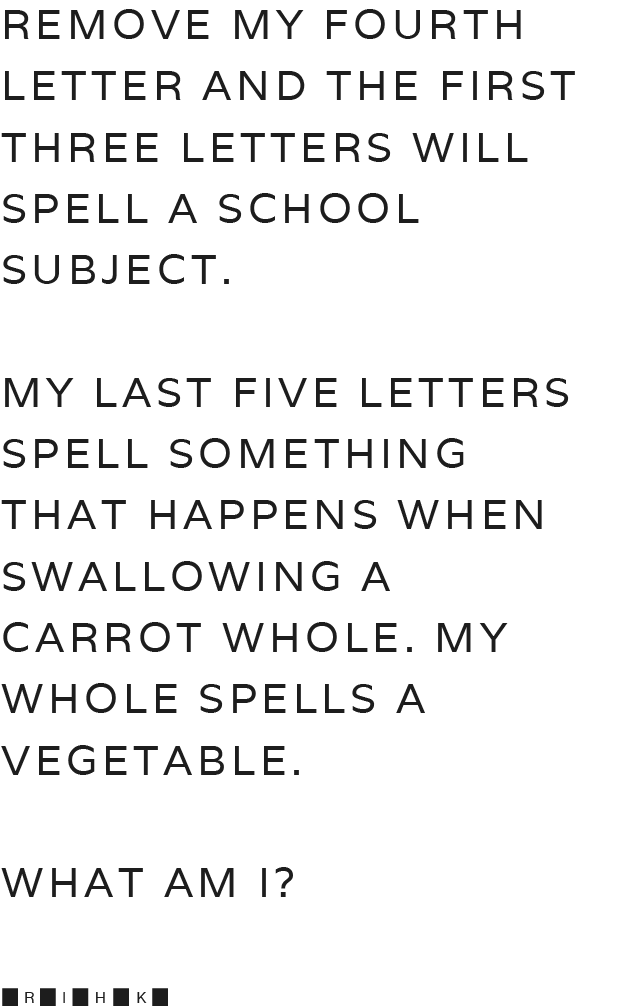 REMOVE MY FOURTH
LETTER AND THE FIRST
THREE LETTERS WILL
SPELL A SCHOOL
SUBJECT.
MY LAST FIVE LETTERS
SPELL SOMETHING
THAT HAPPENS WHEN
SWALLOWING A
CARROT WHOLE. MY
WHOLE SPELLS A
VEGETABLE.
WHAT AM I?
R I H K